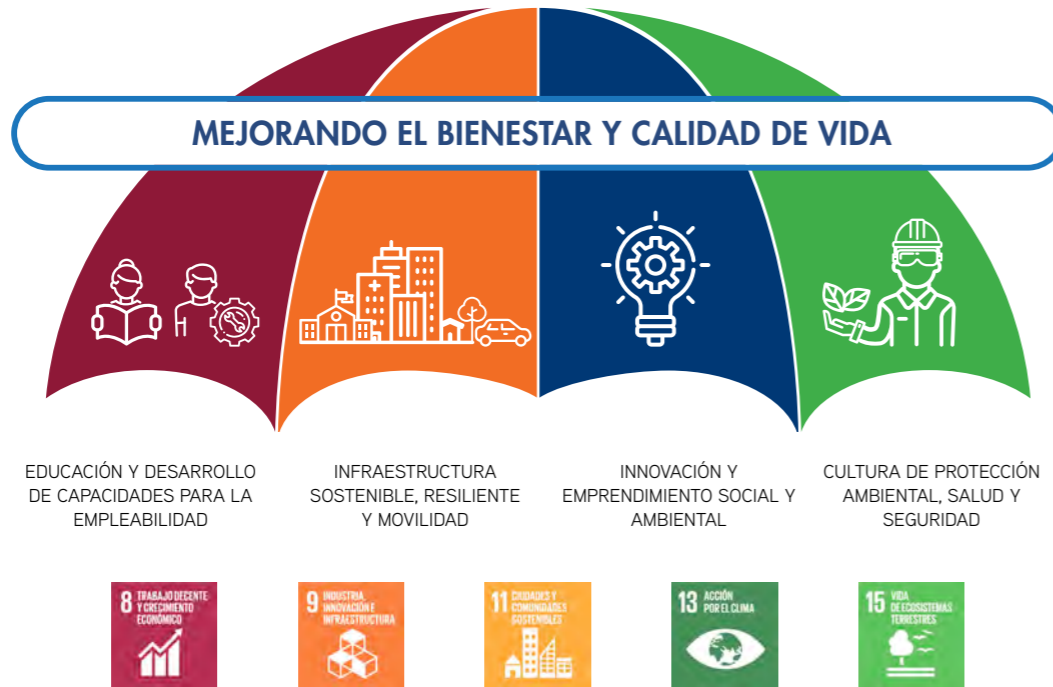 MEJORANDO EL BIENESTAR Y CALIDAD DE VIDA
EDUCACIÓN Y DESARROLLO
DE CAPACIDADES PARA LA
EMPLEABILIDAD
INFRAESTRUCTURA
SOSTENIBLE, RESILIENTE
Y MOVILIDAD
INNOVACIÓN Y
EMPRENDIMIENTO SOCIAL Y
AMBIENTAL
CULTURA DE PROTECCIÓN
AMBIENTAL, SALUD Y
SEGURIDAD
8 TRABAJO DECENTE
Y CRECIMIENTO
ECONÓMICO
9 INDUSTRIA,
INNOVACIÓN E
INFRAESTRUCTURA
11 CIUDADES Y
COMUNIDADES
SOSTENIBLES
13 ACCIÓN
POR EL CLIMA
15 VIDA
DE ECOSISTEMAS
TERRESTRES